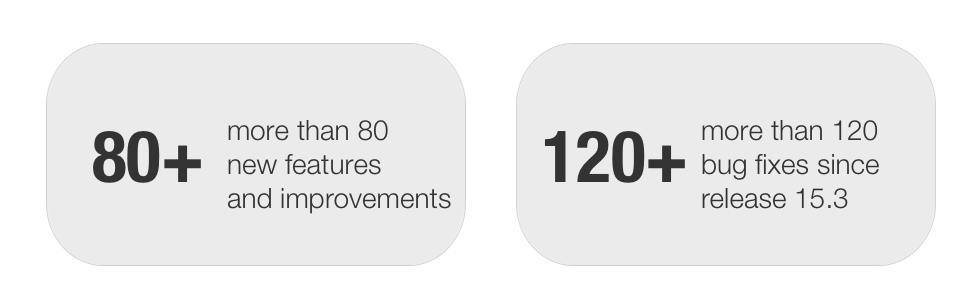 80+
more than 80
new features
and improvements
120+
more than 120
bug fixes since
release 15.3